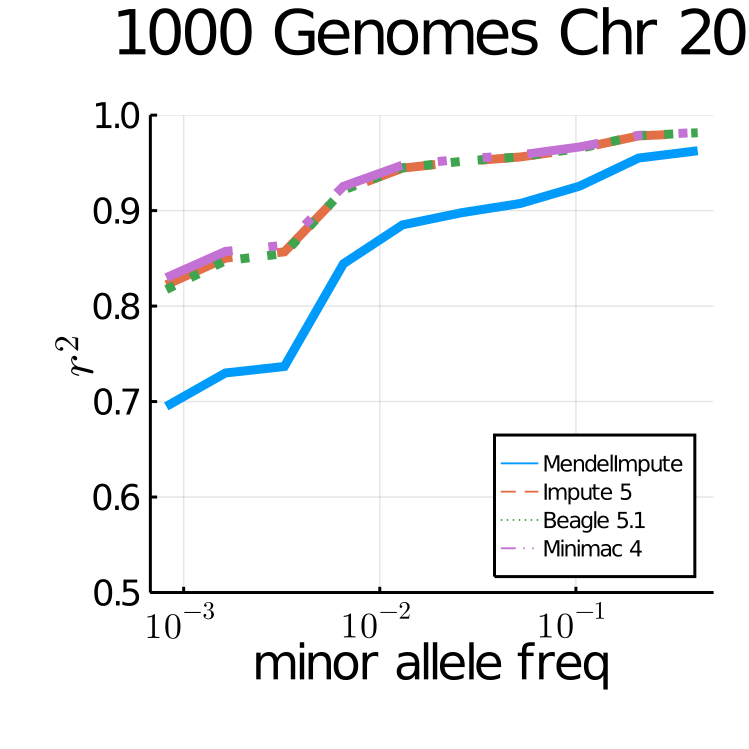 1000 Genomes Chr 20
1.0
0.9
0.8
0.7
0.6
0.5
r²
MendelImpute
Impute 5
Beagle 5.1
Minimac 4
10⁻³ 10⁻² 10⁻¹
minor allele freq